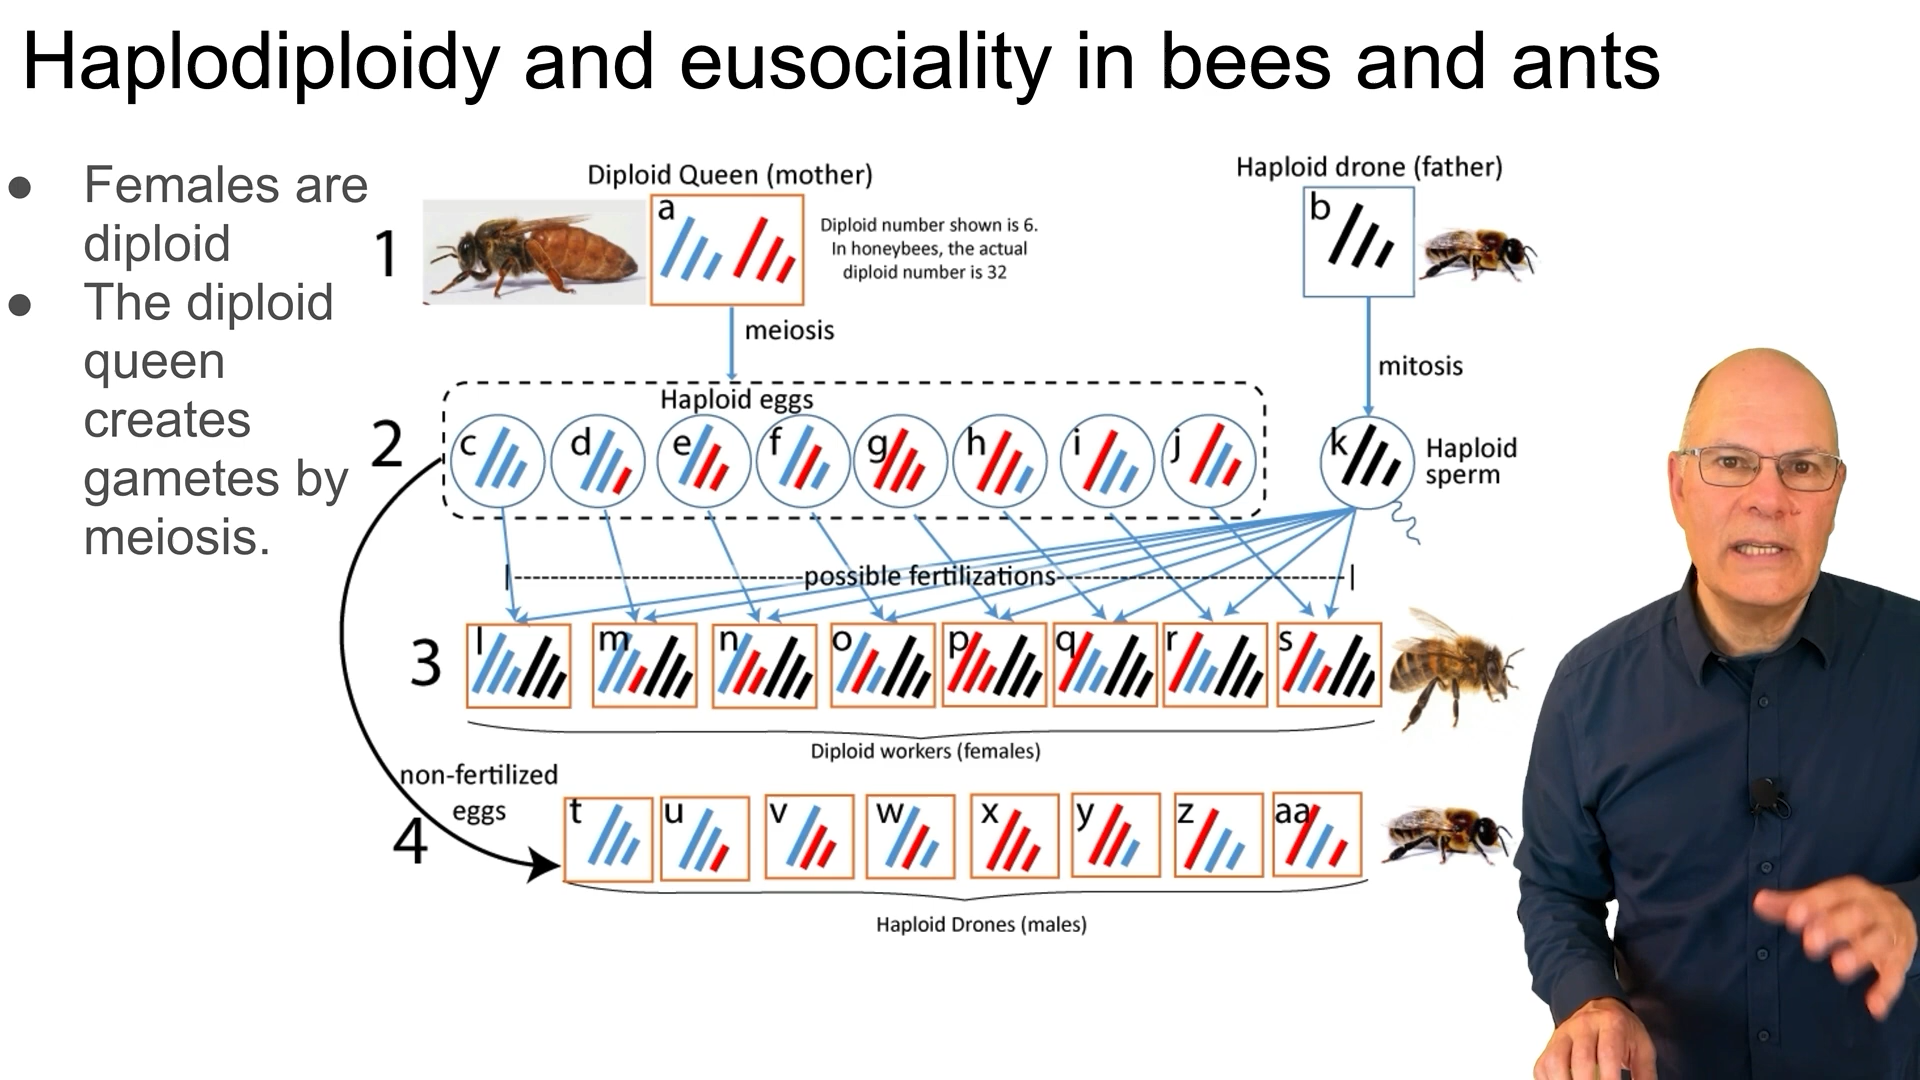 Haplodiploidy and eusociality in bees and ants
● Females are
diploid
● The diploid
queen
creates
gametes by
meiosis.
Diploid Queen (mother)
Haploid drone (father)
1
a
Diploid number shown is 6.
In honeybees, the actual
diploid number is 32
b
meiosis
mitosis
2
Haploid eggs
c d e f g h i j k
Haploid
sperm
possible fertilizations
3
l m n o p q r s
Diploid workers (females)
non-fertilized
eggs
4
t u v w x y z aa
Haploid Drones (males)